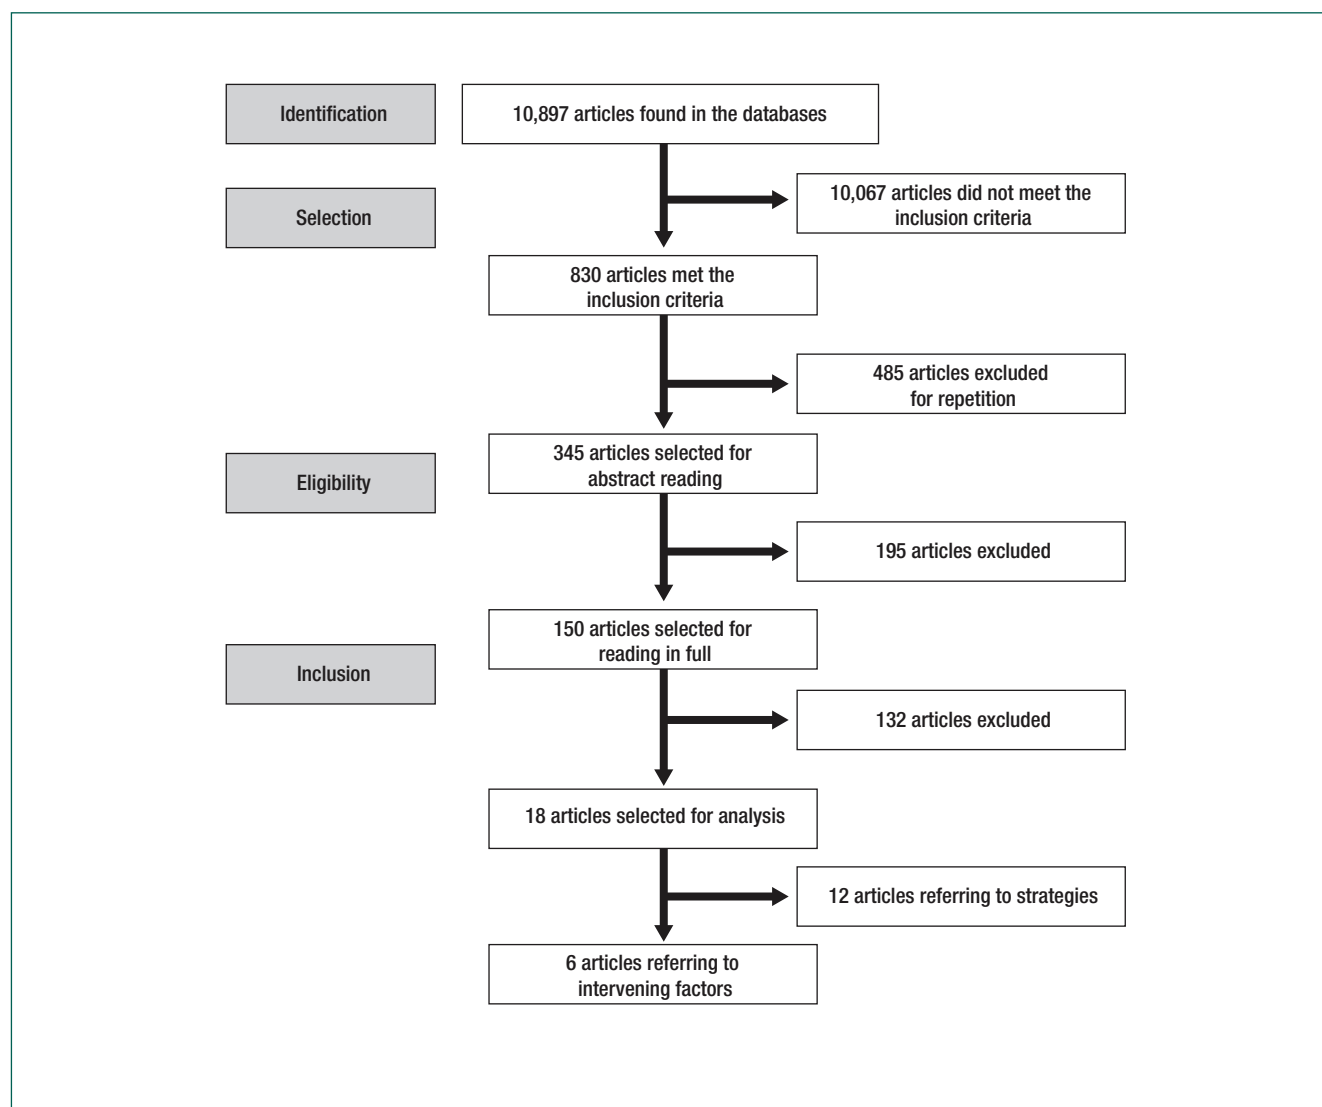 Identification
10,897 articles found in the databases
10,067 articles did not meet the
inclusion criteria
Selection
830 articles met the
inclusion criteria
485 articles excluded
for repetition
345 articles selected for
abstract reading
Eligibility
195 articles excluded
150 articles selected for
reading in full
Inclusion
132 articles excluded
18 articles selected for analysis
12 articles referring to strategies
6 articles referring to
intervening factors